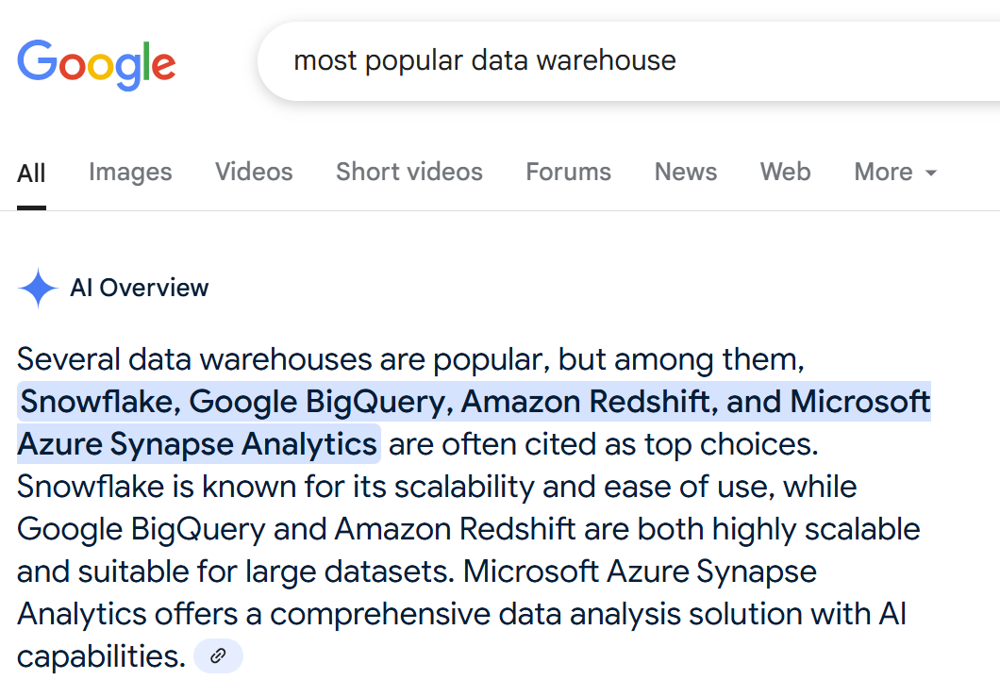 Google
most popular data warehouse
All Images Videos Short videos Forums News Web More
AI Overview
Several data warehouses are popular, but among them,
Snowflake, Google BigQuery, Amazon Redshift, and Microsoft
Azure Synapse Analytics are often cited as top choices.
Snowflake is known for its scalability and ease of use, while
Google BigQuery and Amazon Redshift are both highly scalable
and suitable for large datasets. Microsoft Azure Synapse
Analytics offers a comprehensive data analysis solution with AI
capabilities.